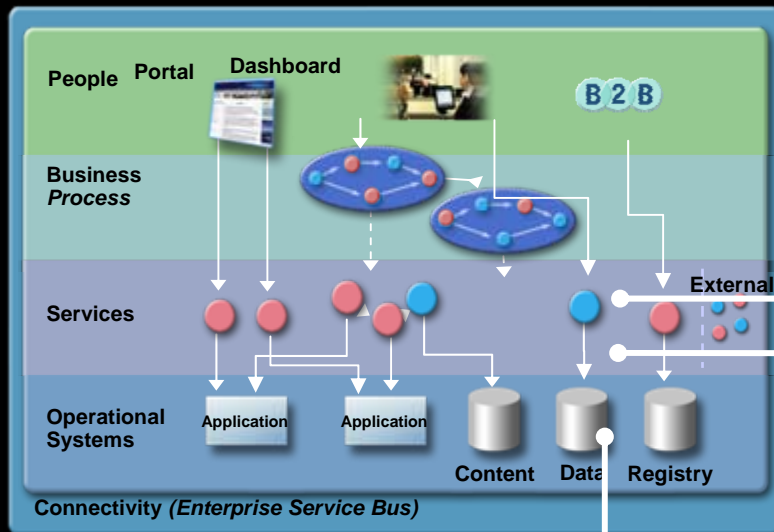 People
Portal
Dashboard
B2B
Business
Process
Services
External
Operational
Systems
Application
Application
Content
Data
Registry
Connectivity (Enterprise Service Bus)